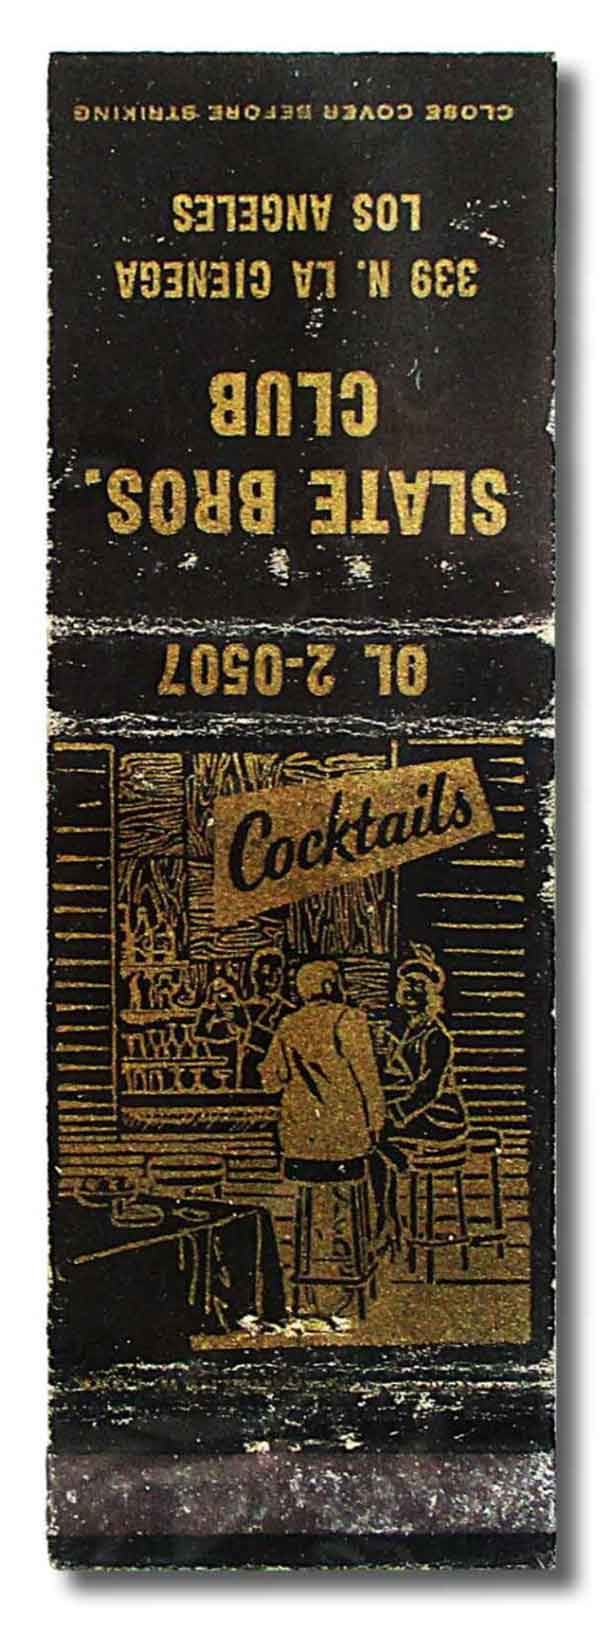 SLATE BROS.
CLUB
339 N. LA CIENEGA
LOS ANGELES
CLOSE COVER BEFORE STRIKING
OL 2-0507
Cocktails